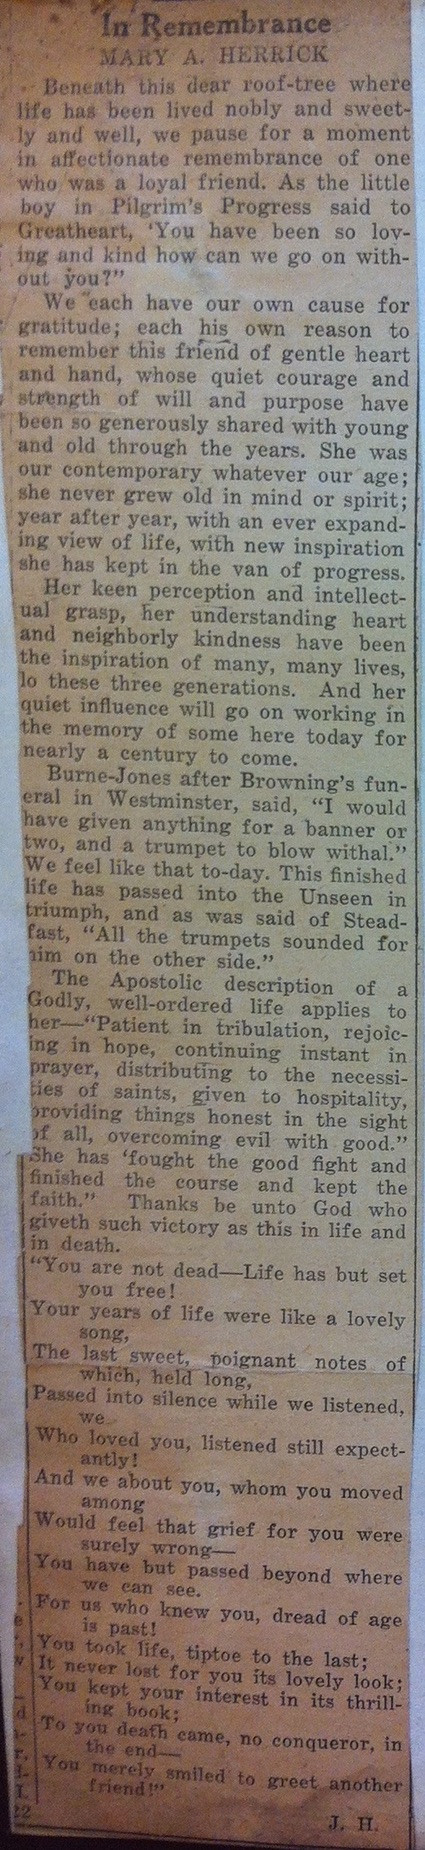 In Remembrance
MARY A. HERRICK
Beneath this dear roof-tree where
life has been lived nobly and sweet-
ly and well, we pause for a moment
in affectionate remembrance of one
who was a loyal friend. As the little
boy in Pilgrim's Progress said to
Greatheart, 'You have been so lov-
ing and kind how can we go on with-
out you?"
We each have our own cause for
gratitude; each his own reason to
remember this friend of gentle heart
and hand, whose quiet courage and
strength of will and purpose have
been so generously shared with young
and old through the years. She was
our contemporary whatever our age;
she never grew old in mind or spirit;
year after year, with an ever expand-
ing view of life, with new inspiration
she has kept in the van of progress.
Her keen perception and intellect-
ual grasp, her understanding heart
and neighborly kindness have been
the inspiration of many, many lives,
lo these three generations. And her
quiet influence will go on working in
the memory of some here today for
nearly a century to come.
Burne-Jones after Browning's fun-
eral in Westminster, said, "I would
have given anything for a banner or
two, and a trumpet to blow withal."
We feel like that to-day. This finished
life has passed into the Unseen in
triumph, and as was said of Stead-
fast, "All the trumpets sounded for
him on the other side."
The Apostolic description of a
Godly, well-ordered life applies to
her—"Patient in tribulation, rejoic-
ing in hope, continuing instant in
prayer, distributing to the necessi-
ties of saints, given to hospitality,
providing things honest in the sight
of all, overcoming evil with good."
She has 'fought the good fight and
finished the course and kept the
faith." Thanks be unto God who
giveth such victory as this in life and
in death.
"You are not dead—Life has but set
you free!
Your years of life were like a lovely
song,
The last sweet, poignant notes of
which, held long,
Passed into silence while we listened,
we
Who loved you, listened still expect-
antly!
And we about you, whom you moved
among
Would feel that grief for you were
surely wrong—
You have but passed beyond where
we can see.
For us who knew you, dread of age
is past!
You took life, tiptoe to the last;
It never lost for you its lovely look;
You kept your interest in its thrill-
ing book;
To you death came, no conqueror, in
the end—
You merely smiled to greet another
friend!"
J. H.